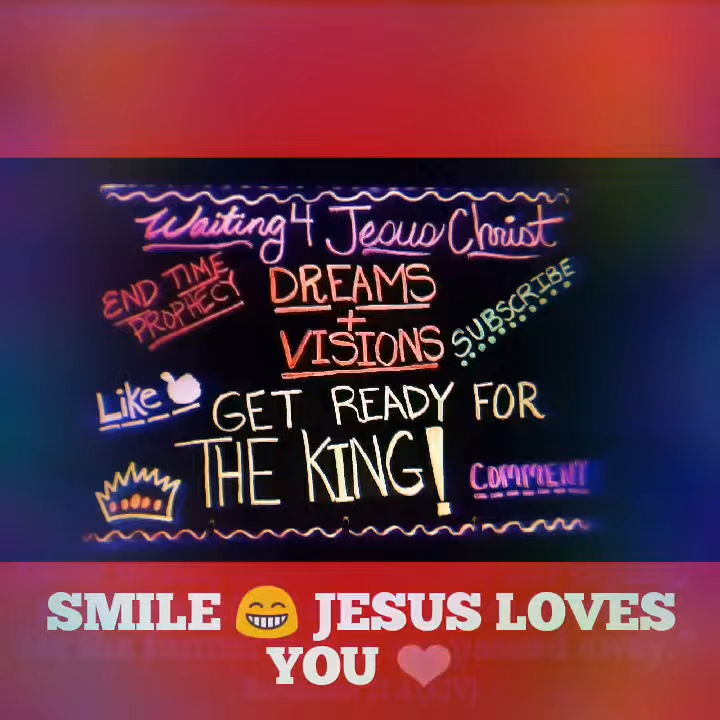 Waiting 4 Jesus Christ
END TIME
PROPHECY
DREAMS
+
VISIONS
SUBSCRIBE
Like
GET READY FOR
THE KING!
COMMENT
SMILE 😁 JESUS LOVES
YOU ❤